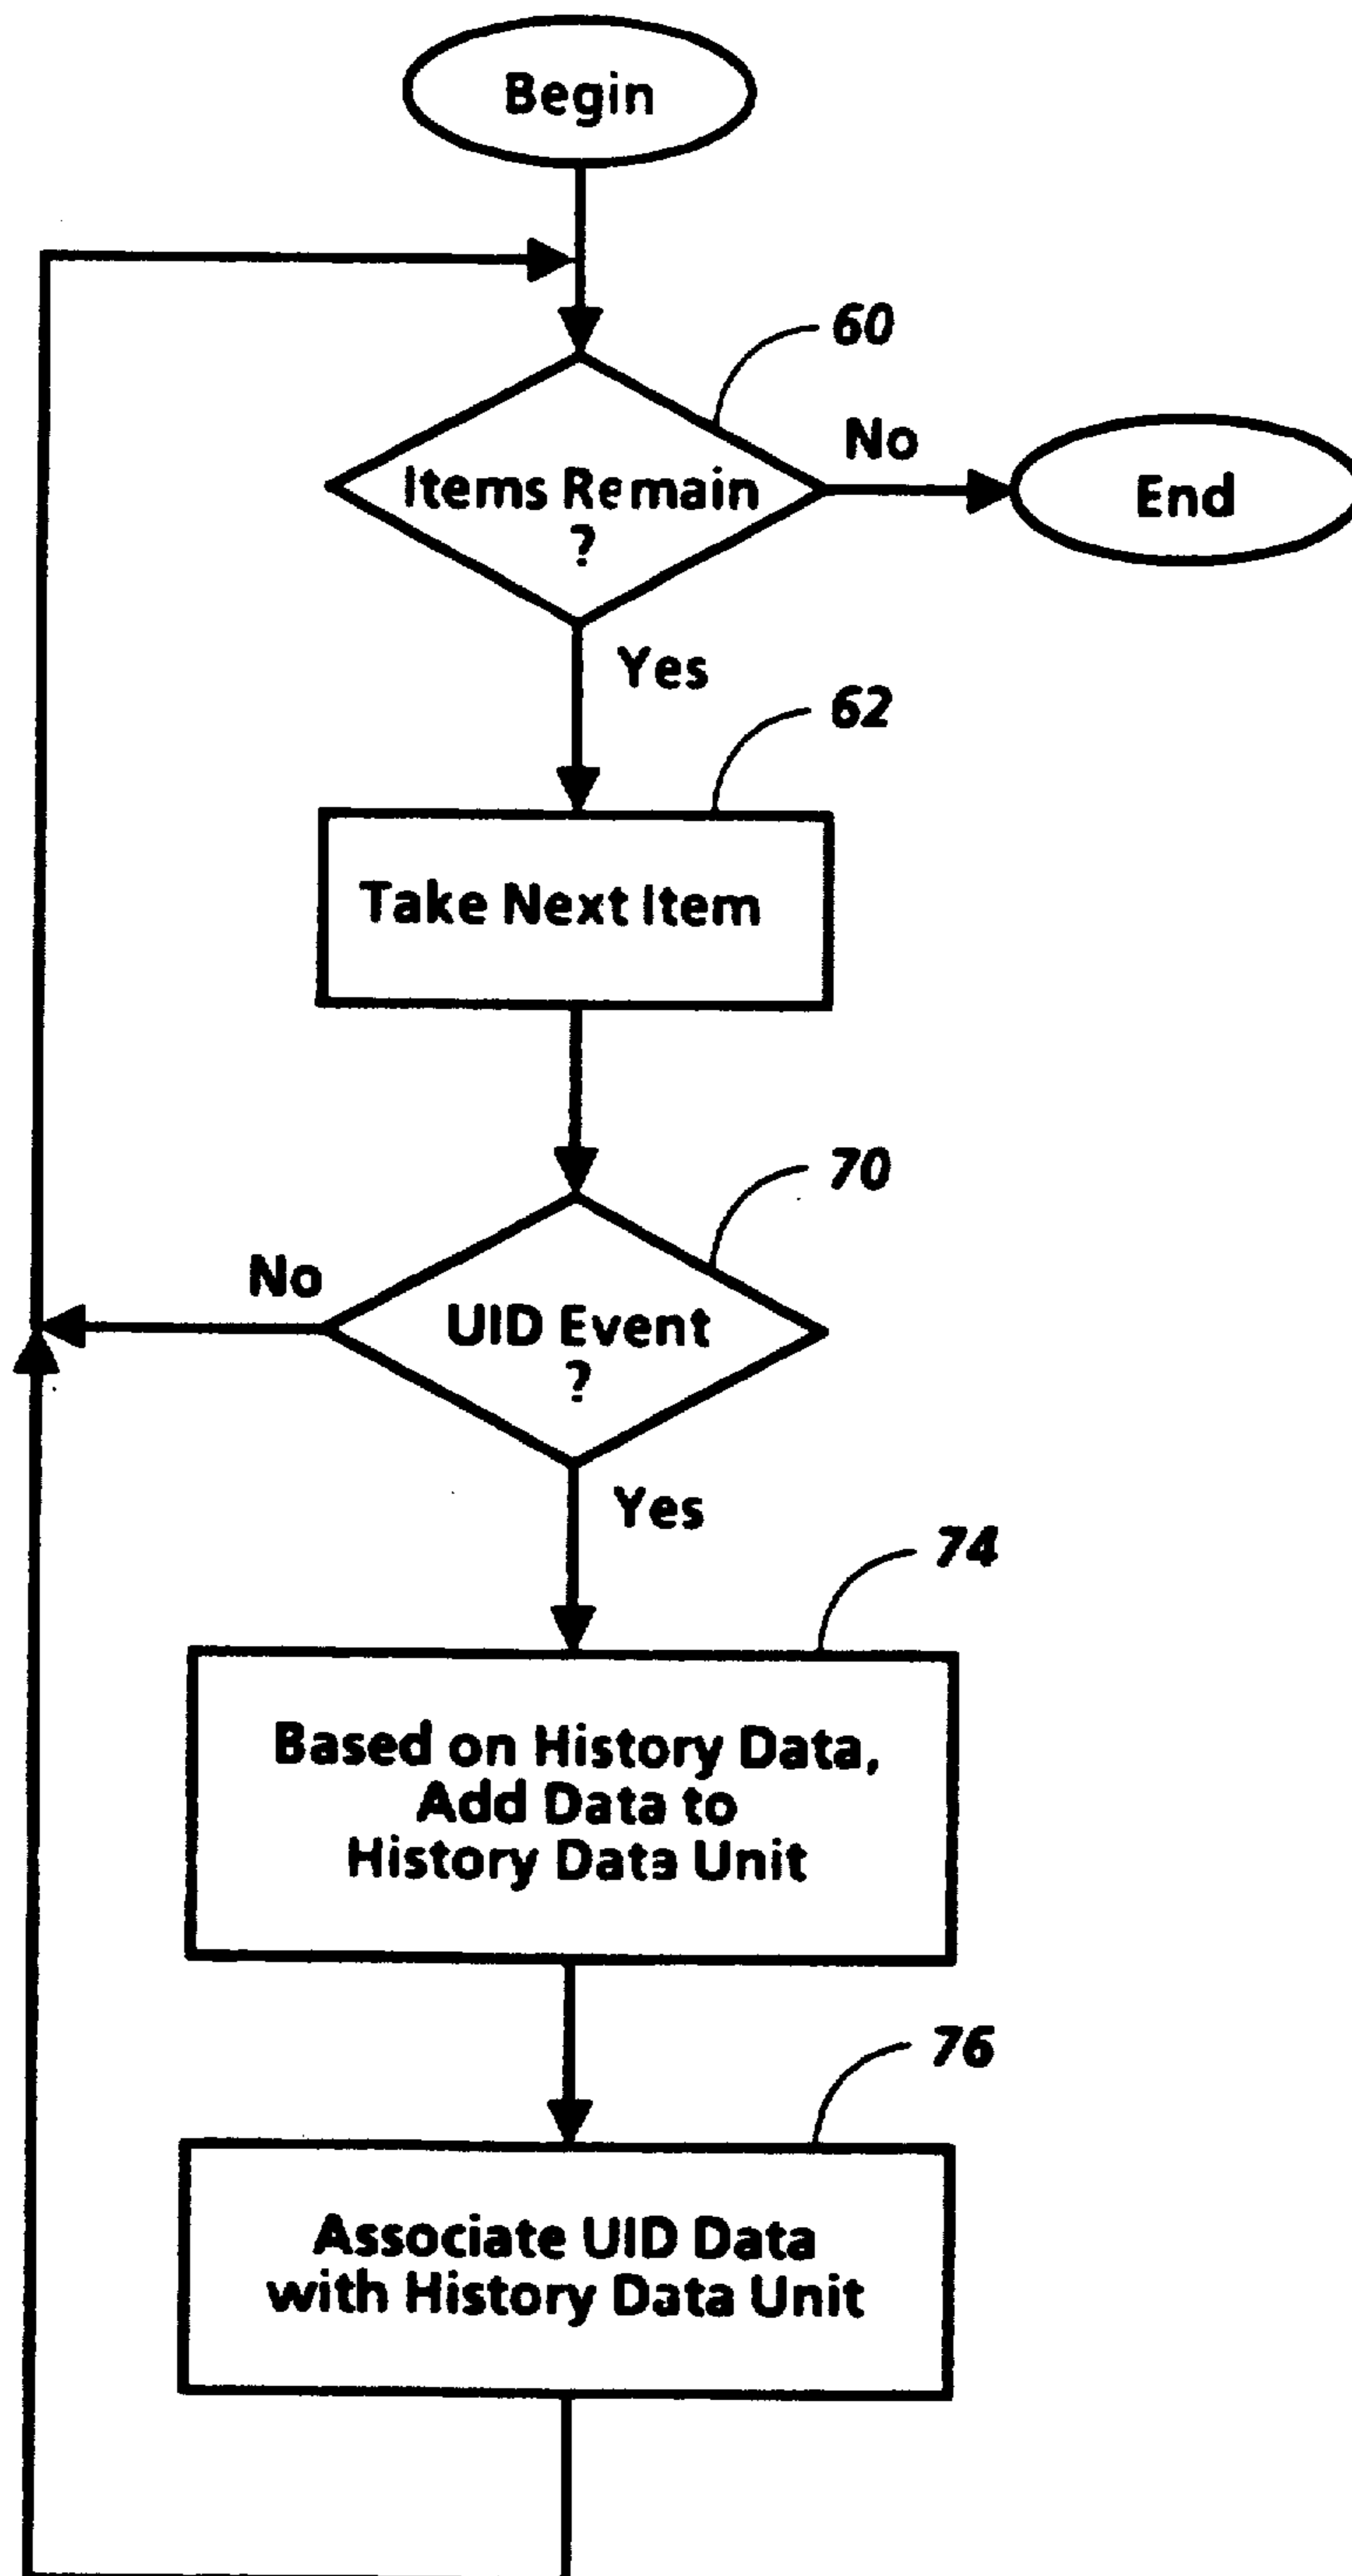 Begin
60
Items Remain
?
No
End
Yes
62
Take Next Item
70
No
UID Event
?
Yes
74
Based on History Data,
Add Data to
History Data Unit
76
Associate UID Data
with History Data Unit